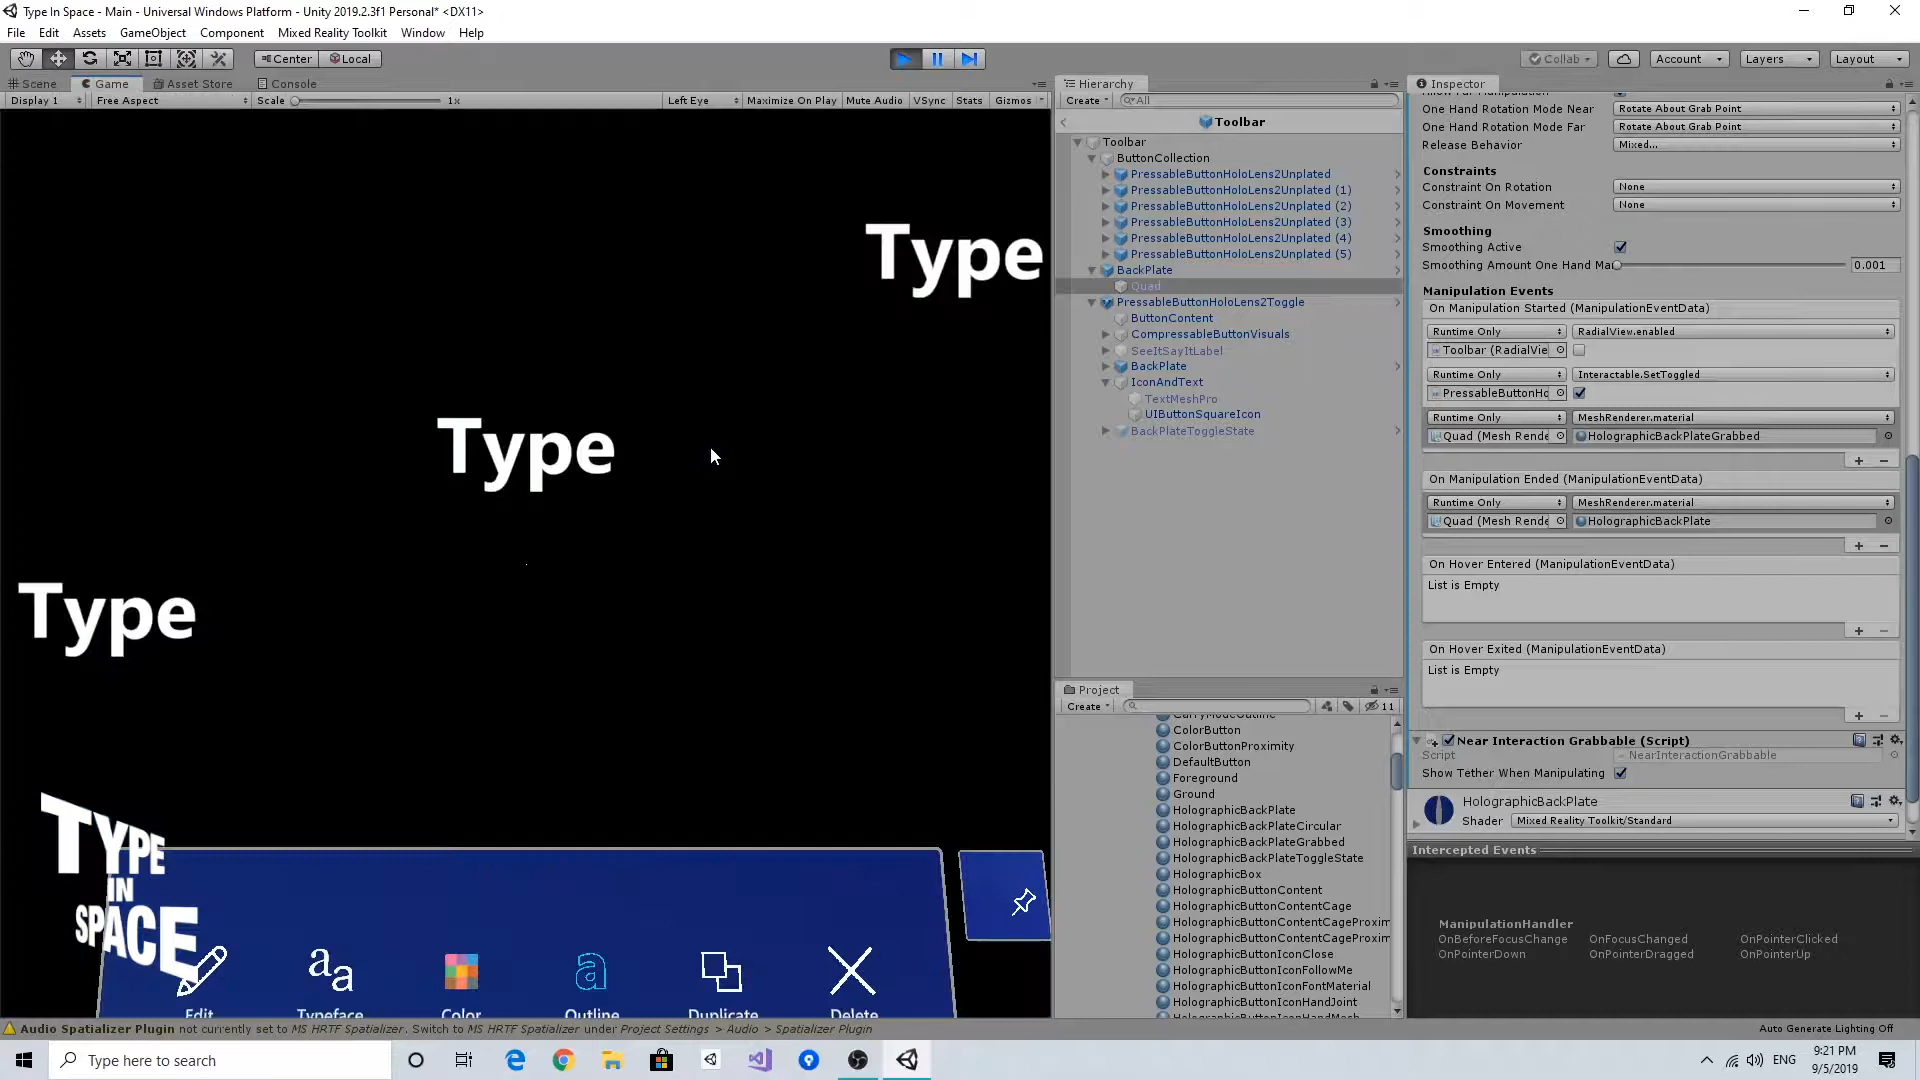 Type In Space - Main - Universal Windows Platform - Unity 2019.2.3f1 Personal* <DX11>
File Edit Assets GameObject Component Mixed Reality Toolkit Window Help
Center Local Collab Account Layers Layout
Scene Game Asset Store Console
Display 1 Free Aspect Scale 1x Left Eye Maximize On Play Mute Audio VSync Stats Gizmos
Type
Type
Type
TYPE
IN
SPACE
Edit Typeface Color Outline Duplicate Delete
Hierarchy
Create All
Toolbar
Toolbar
ButtonCollection
PressableButtonHoloLens2Unplated
PressableButtonHoloLens2Unplated (1)
PressableButtonHoloLens2Unplated (2)
PressableButtonHoloLens2Unplated (3)
PressableButtonHoloLens2Unplated (4)
PressableButtonHoloLens2Unplated (5)
BackPlate
Quad
PressableButtonHoloLens2Toggle
ButtonContent
CompressableButtonVisuals
SeeItSayItLabel
BackPlate
IconAndText
TextMeshPro
UIButtonSquareIcon
BackPlateToggleState
Project
Create 11
CarryModeOutline
ColorButton
ColorButtonProximity
DefaultButton
Foreground
Ground
HolographicBackPlate
HolographicBackPlateCircular
HolographicBackPlateGrabbed
HolographicBackPlateToggleState
HolographicBox
HolographicButtonContent
HolographicButtonContentCage
HolographicButtonContentCageProxim
HolographicButtonContentCageProxim
HolographicButtonIconClose
HolographicButtonIconFollowMe
HolographicButtonIconFontMaterial
HolographicButtonIconHandJoint
HolographicButtonIconHandMesh
Inspector
One Hand Rotation Mode Near Rotate About Grab Point
One Hand Rotation Mode Far Rotate About Grab Point
Release Behavior Mixed...
Constraints
Constraint On Rotation None
Constraint On Movement None
Smoothing
Smoothing Active
Smoothing Amount One Hand Ma 0.001
Manipulation Events
On Manipulation Started (ManipulationEventData)
Runtime Only RadialView.enabled
Toolbar (RadialVie
Runtime Only Interactable.SetToggled
PressableButtonHo
Runtime Only MeshRenderer.material
Quad (Mesh Rende HolographicBackPlateGrabbed
On Manipulation Ended (ManipulationEventData)
Runtime Only MeshRenderer.material
Quad (Mesh Rende HolographicBackPlate
On Hover Entered (ManipulationEventData)
List is Empty
On Hover Exited (ManipulationEventData)
List is Empty
Near Interaction Grabbable (Script)
Script NearInteractionGrabbable
Show Tether When Manipulating
HolographicBackPlate
Shader Mixed Reality Toolkit/Standard
Intercepted Events
ManipulationHandler
OnBeforeFocusChange OnFocusChanged OnPointerClicked
OnPointerDown OnPointerDragged OnPointerUp
Audio Spatializer Plugin not currently set to MS HRTF Spatializer. Switch to MS HRTF Spatializer under Project Settings > Audio > Spatializer Plugin
Auto Generate Lighting Off
Type here to search
ENG
9:21 PM
9/5/2019